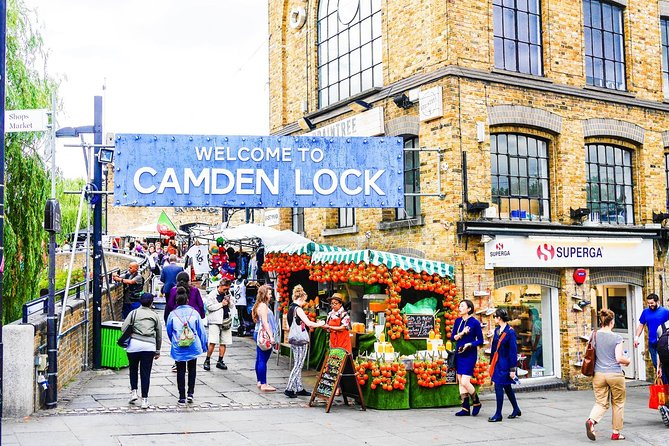 Shops
Market
WELCOME TO
CAMDEN LOCK
SUPERGA
SUPERGA